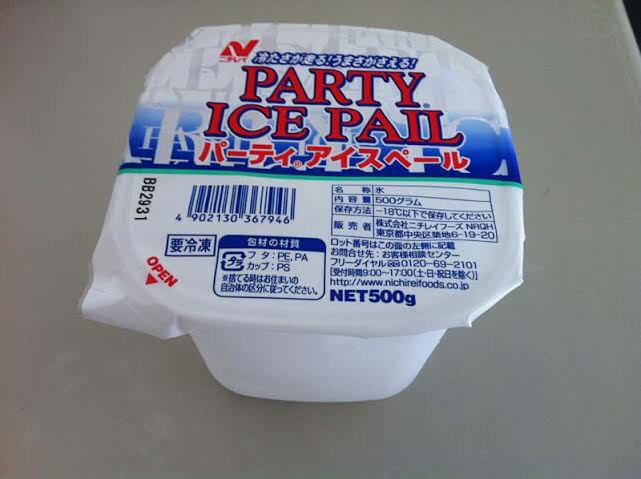 ニチレイ
冷たさが走る!うまさがさえる!
PARTY
ICE PAIL®
パーティ®アイスペール
BB2931
4 902130 367946
名称 氷
内容量 500グラム
保存方法 -18℃以下で保存してください
販売者 株式会社ニチレイフーズ NRQH
東京都中央区築地6-19-20
ロット番号はこの面の左側に記載
お問合せ先:お客様相談センター
フリーダイヤル 0120-69-2101
[受付時間9:00~17:00(土・日・祝日を除く)]
http://www.nichireifoods.co.jp
要冷凍
包材の材質
プラ
フタ:PE,PA
カップ:PS
※捨てる時はお住まいの
自治体の区分に従ってください。
OPEN
NET500g